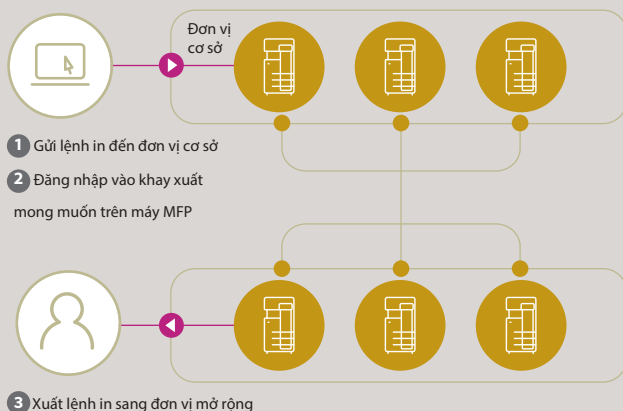 Đơn vị
cơ sở
1 Gửi lệnh in đến đơn vị cơ sở
2 Đăng nhập vào khay xuất
mong muốn trên máy MFP
3 Xuất lệnh in sang đơn vị mở rộng